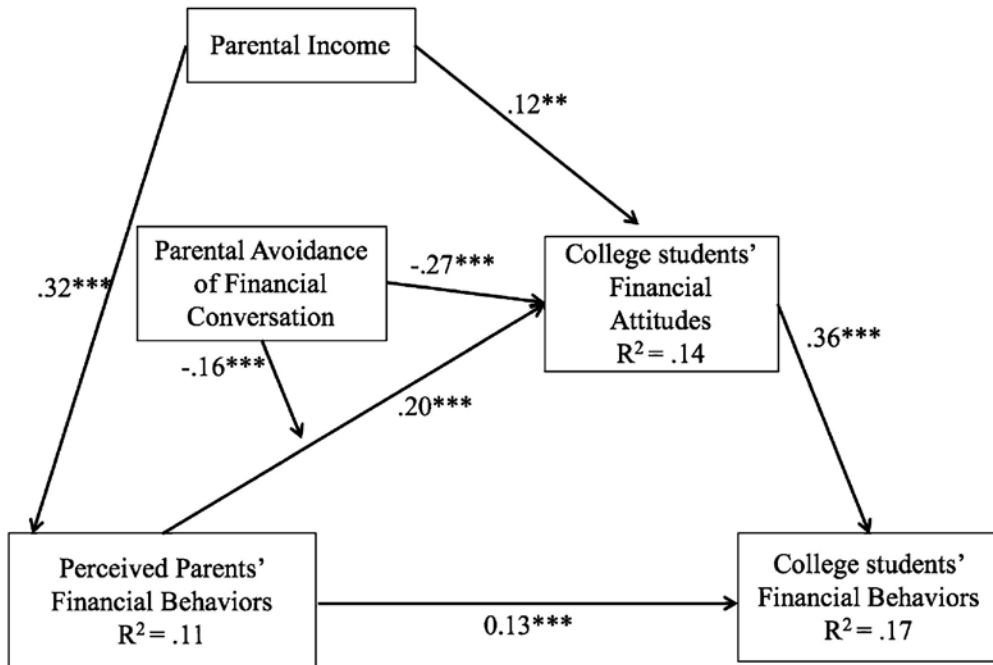 Parental Income
.12**
Parental Avoidance
of Financial
Conversation
-.27***
College students’
Financial
Attitudes
R² = .14
.32***
-.16***
.20***
.36***
Perceived Parents’
Financial Behaviors
R² = .11
0.13***
College students’
Financial Behaviors
R² = .17